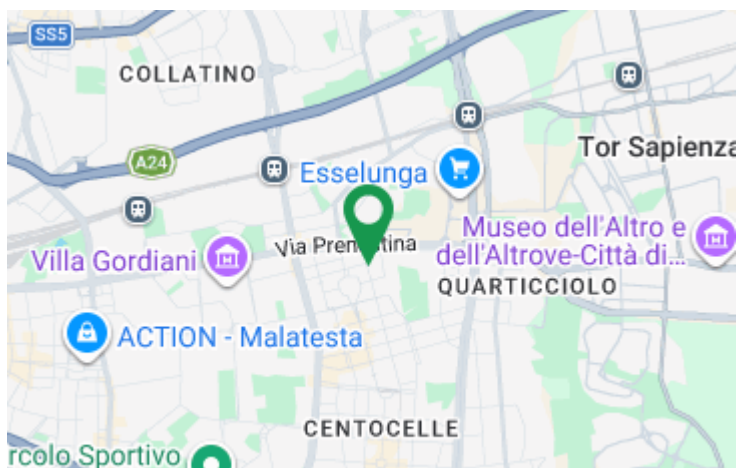 SS5
COLLATINO
A24
Esselunga
Tor Sapienza
Via Prenestina
Villa Gordiani
Museo dell'Altro e
dell'Altrove-Città di...
QUARTICCIOLO
ACTION - Malatesta
CENTOCELLE
rcolo Sportivo